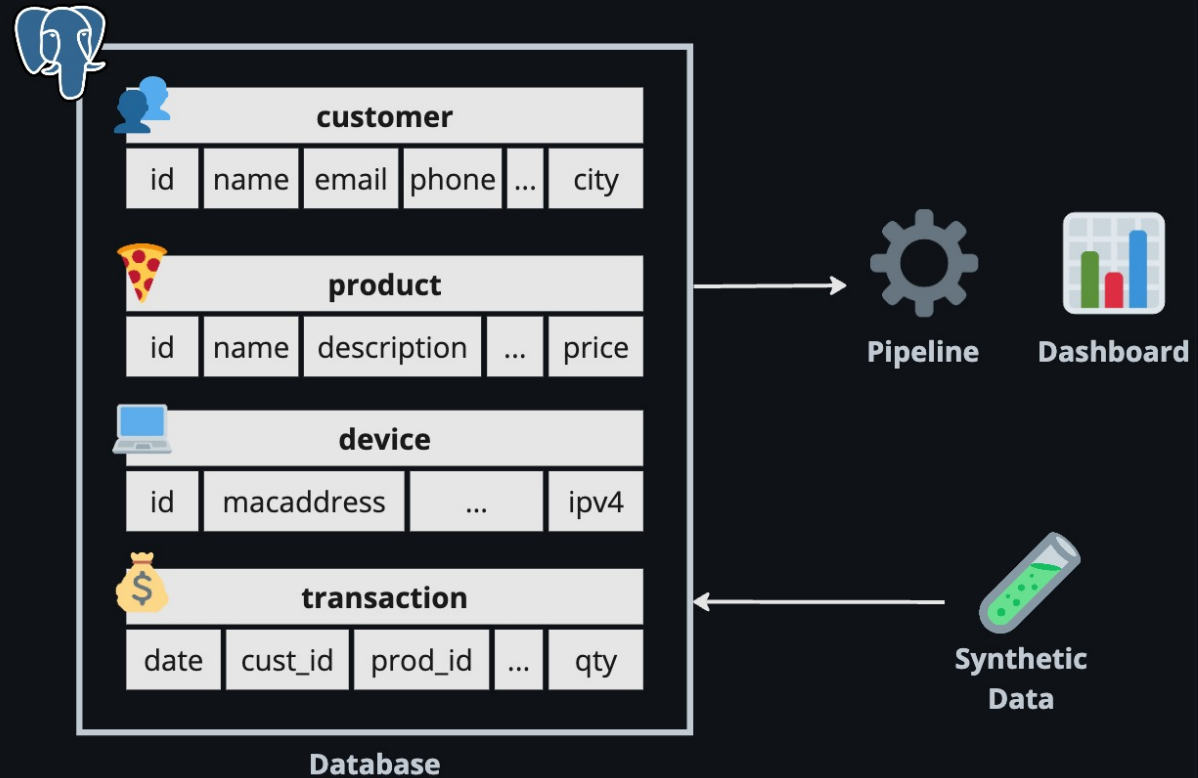 customer
id name email phone ... city
product
id name description ... price
device
id macaddress ... ipv4
transaction
date cust_id prod_id ... qty
Database
Pipeline
Dashboard
Synthetic
Data